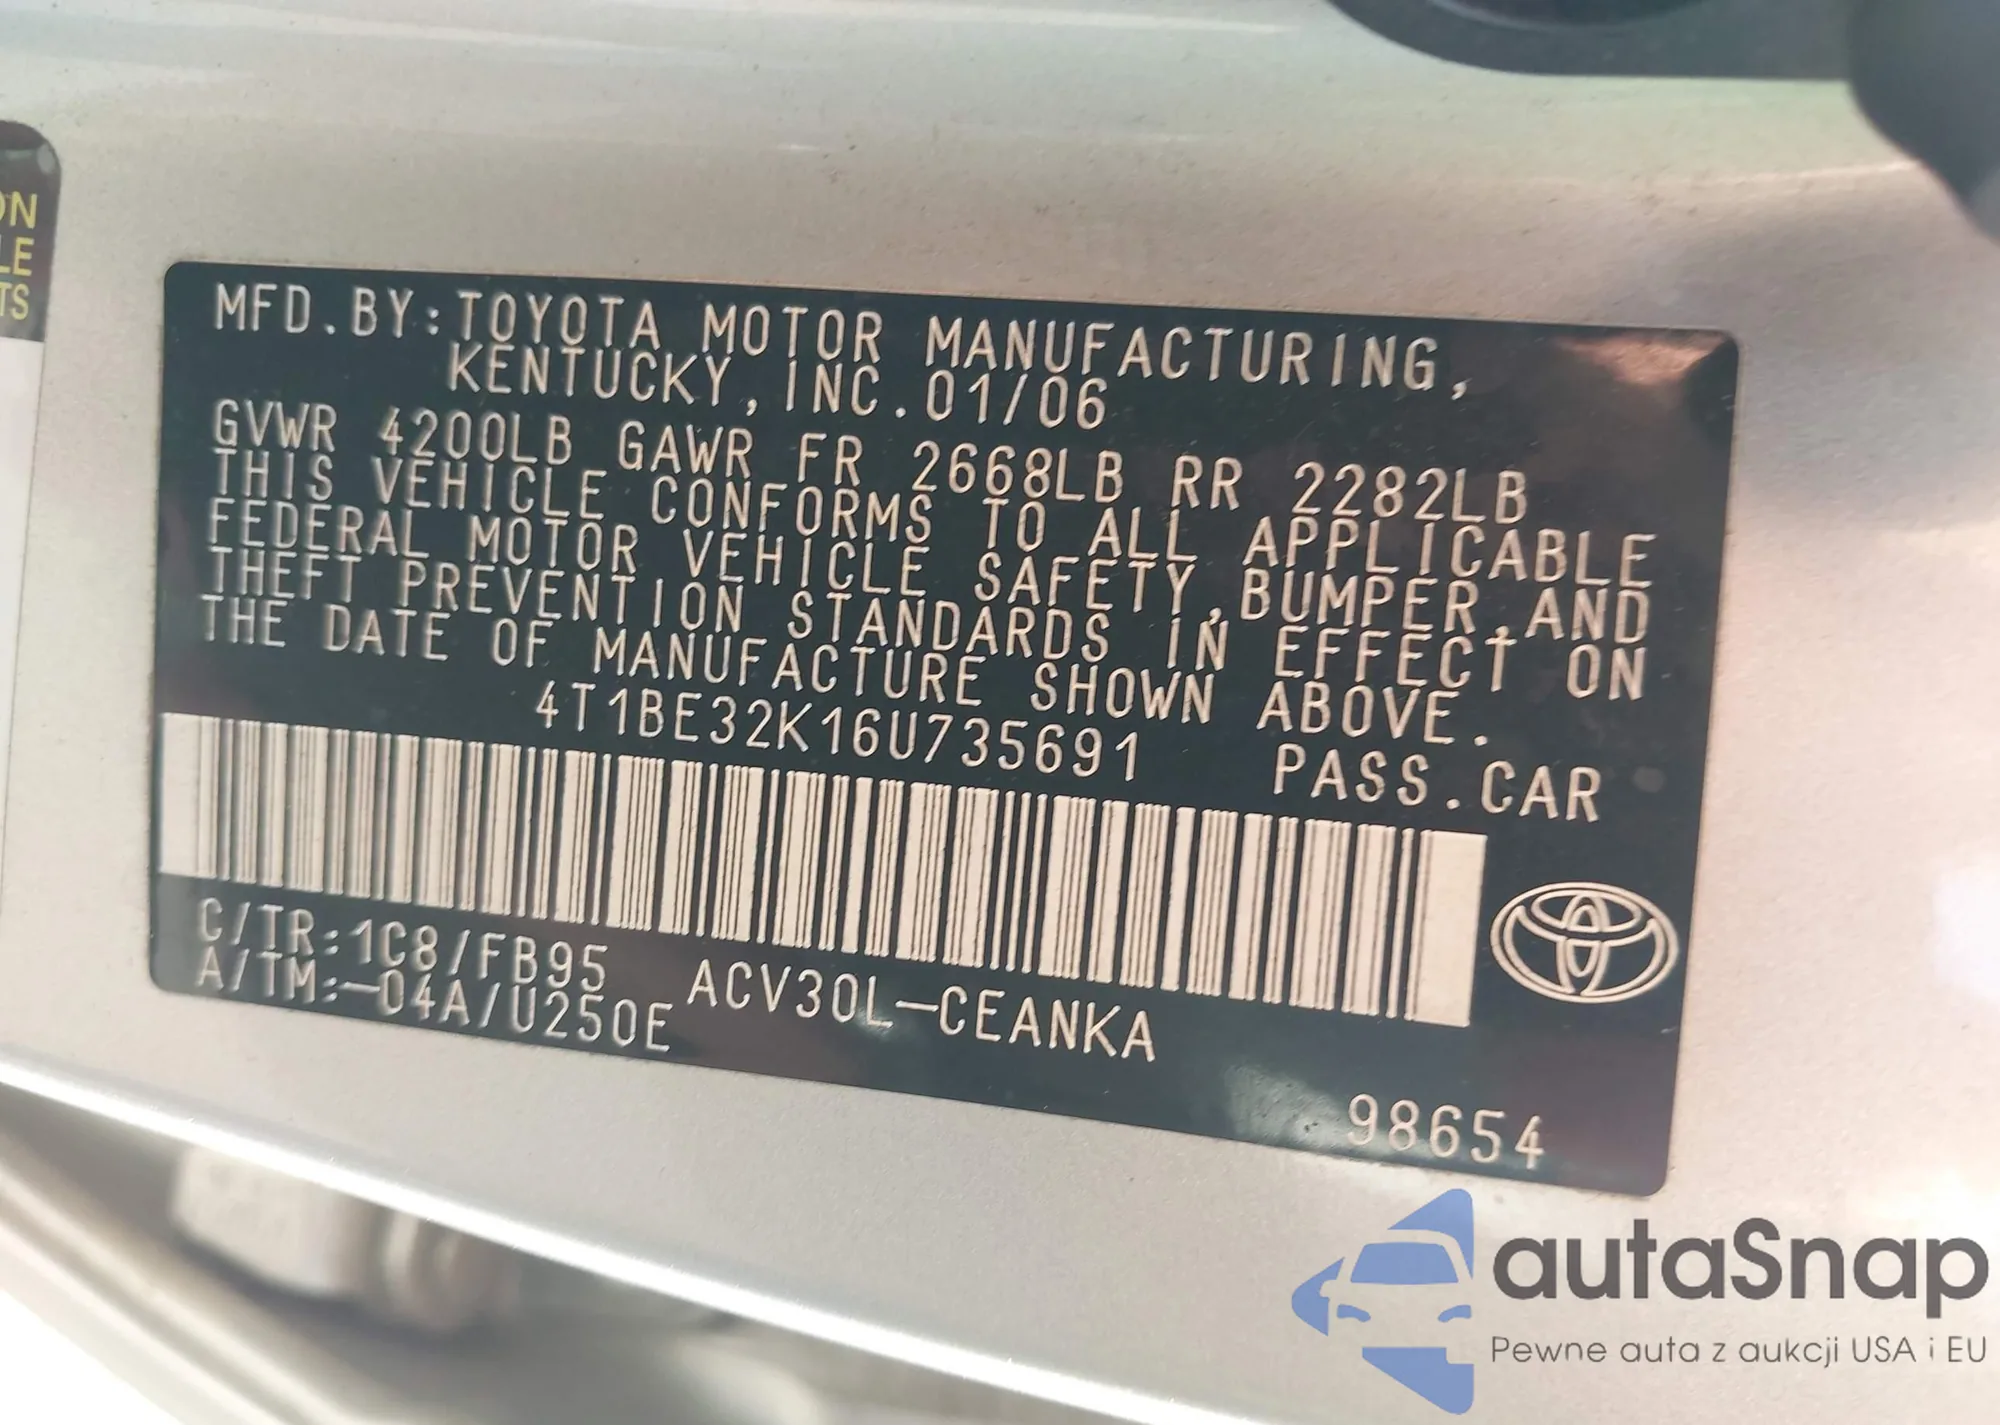 ON
LE
TS
MFD.BY:TOYOTA MOTOR MANUFACTURING,
KENTUCKY,INC.01/06
GVWR 4200LB GAWR FR 2668LB RR 2282LB
THIS VEHICLE CONFORMS TO ALL APPLICABLE
FEDERAL MOTOR VEHICLE SAFETY,BUMPER,AND
THEFT PREVENTION STANDARDS IN EFFECT ON
THE DATE OF MANUFACTURE SHOWN ABOVE.
4T1BE32K16U735691 PASS.CAR
C/TR:1C8/FB95 ACV30L-CEANKA
A/TM:-04A/U250E
98654
autaSnap
Pewne auta z aukcji USA i EU